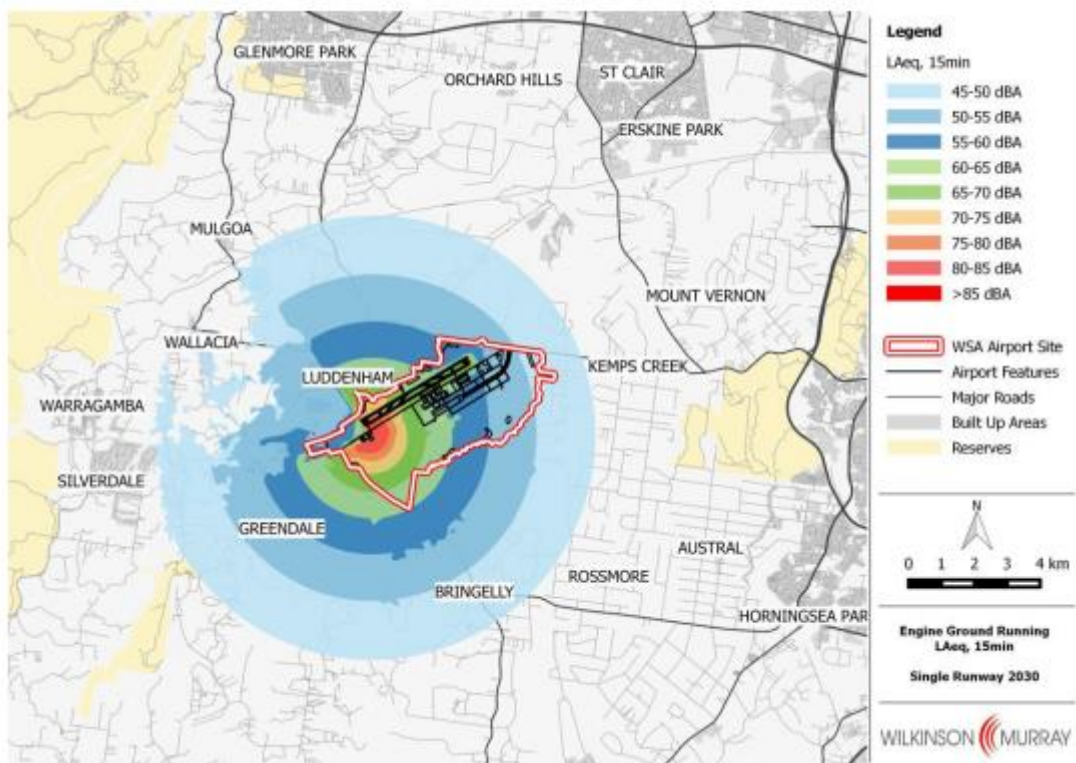 GLENMORE PARK
ORCHARD HILLS
ST CLAIR
ERSKINE PARK
MULGOA
MOUNT VERNON
WALLACIA
LUDDENHAM
KEMPS CREEK
WARRAGAMBA
SILVERDALE
GREENDALE
AUSTRAL
ROSSMORE
BRINGELLY
HORNINGSEA PAR
Legend
LAeq, 15min
45-50 dBA
50-55 dBA
55-60 dBA
60-65 dBA
65-70 dBA
70-75 dBA
75-80 dBA
80-85 dBA
>85 dBA
WSA Airport Site
Airport Features
Major Roads
Built Up Areas
Reserves
N
0 1 2 3 4 km
Engine Ground Running
LAeq, 15min
Single Runway 2030
WILKINSON MURRAY